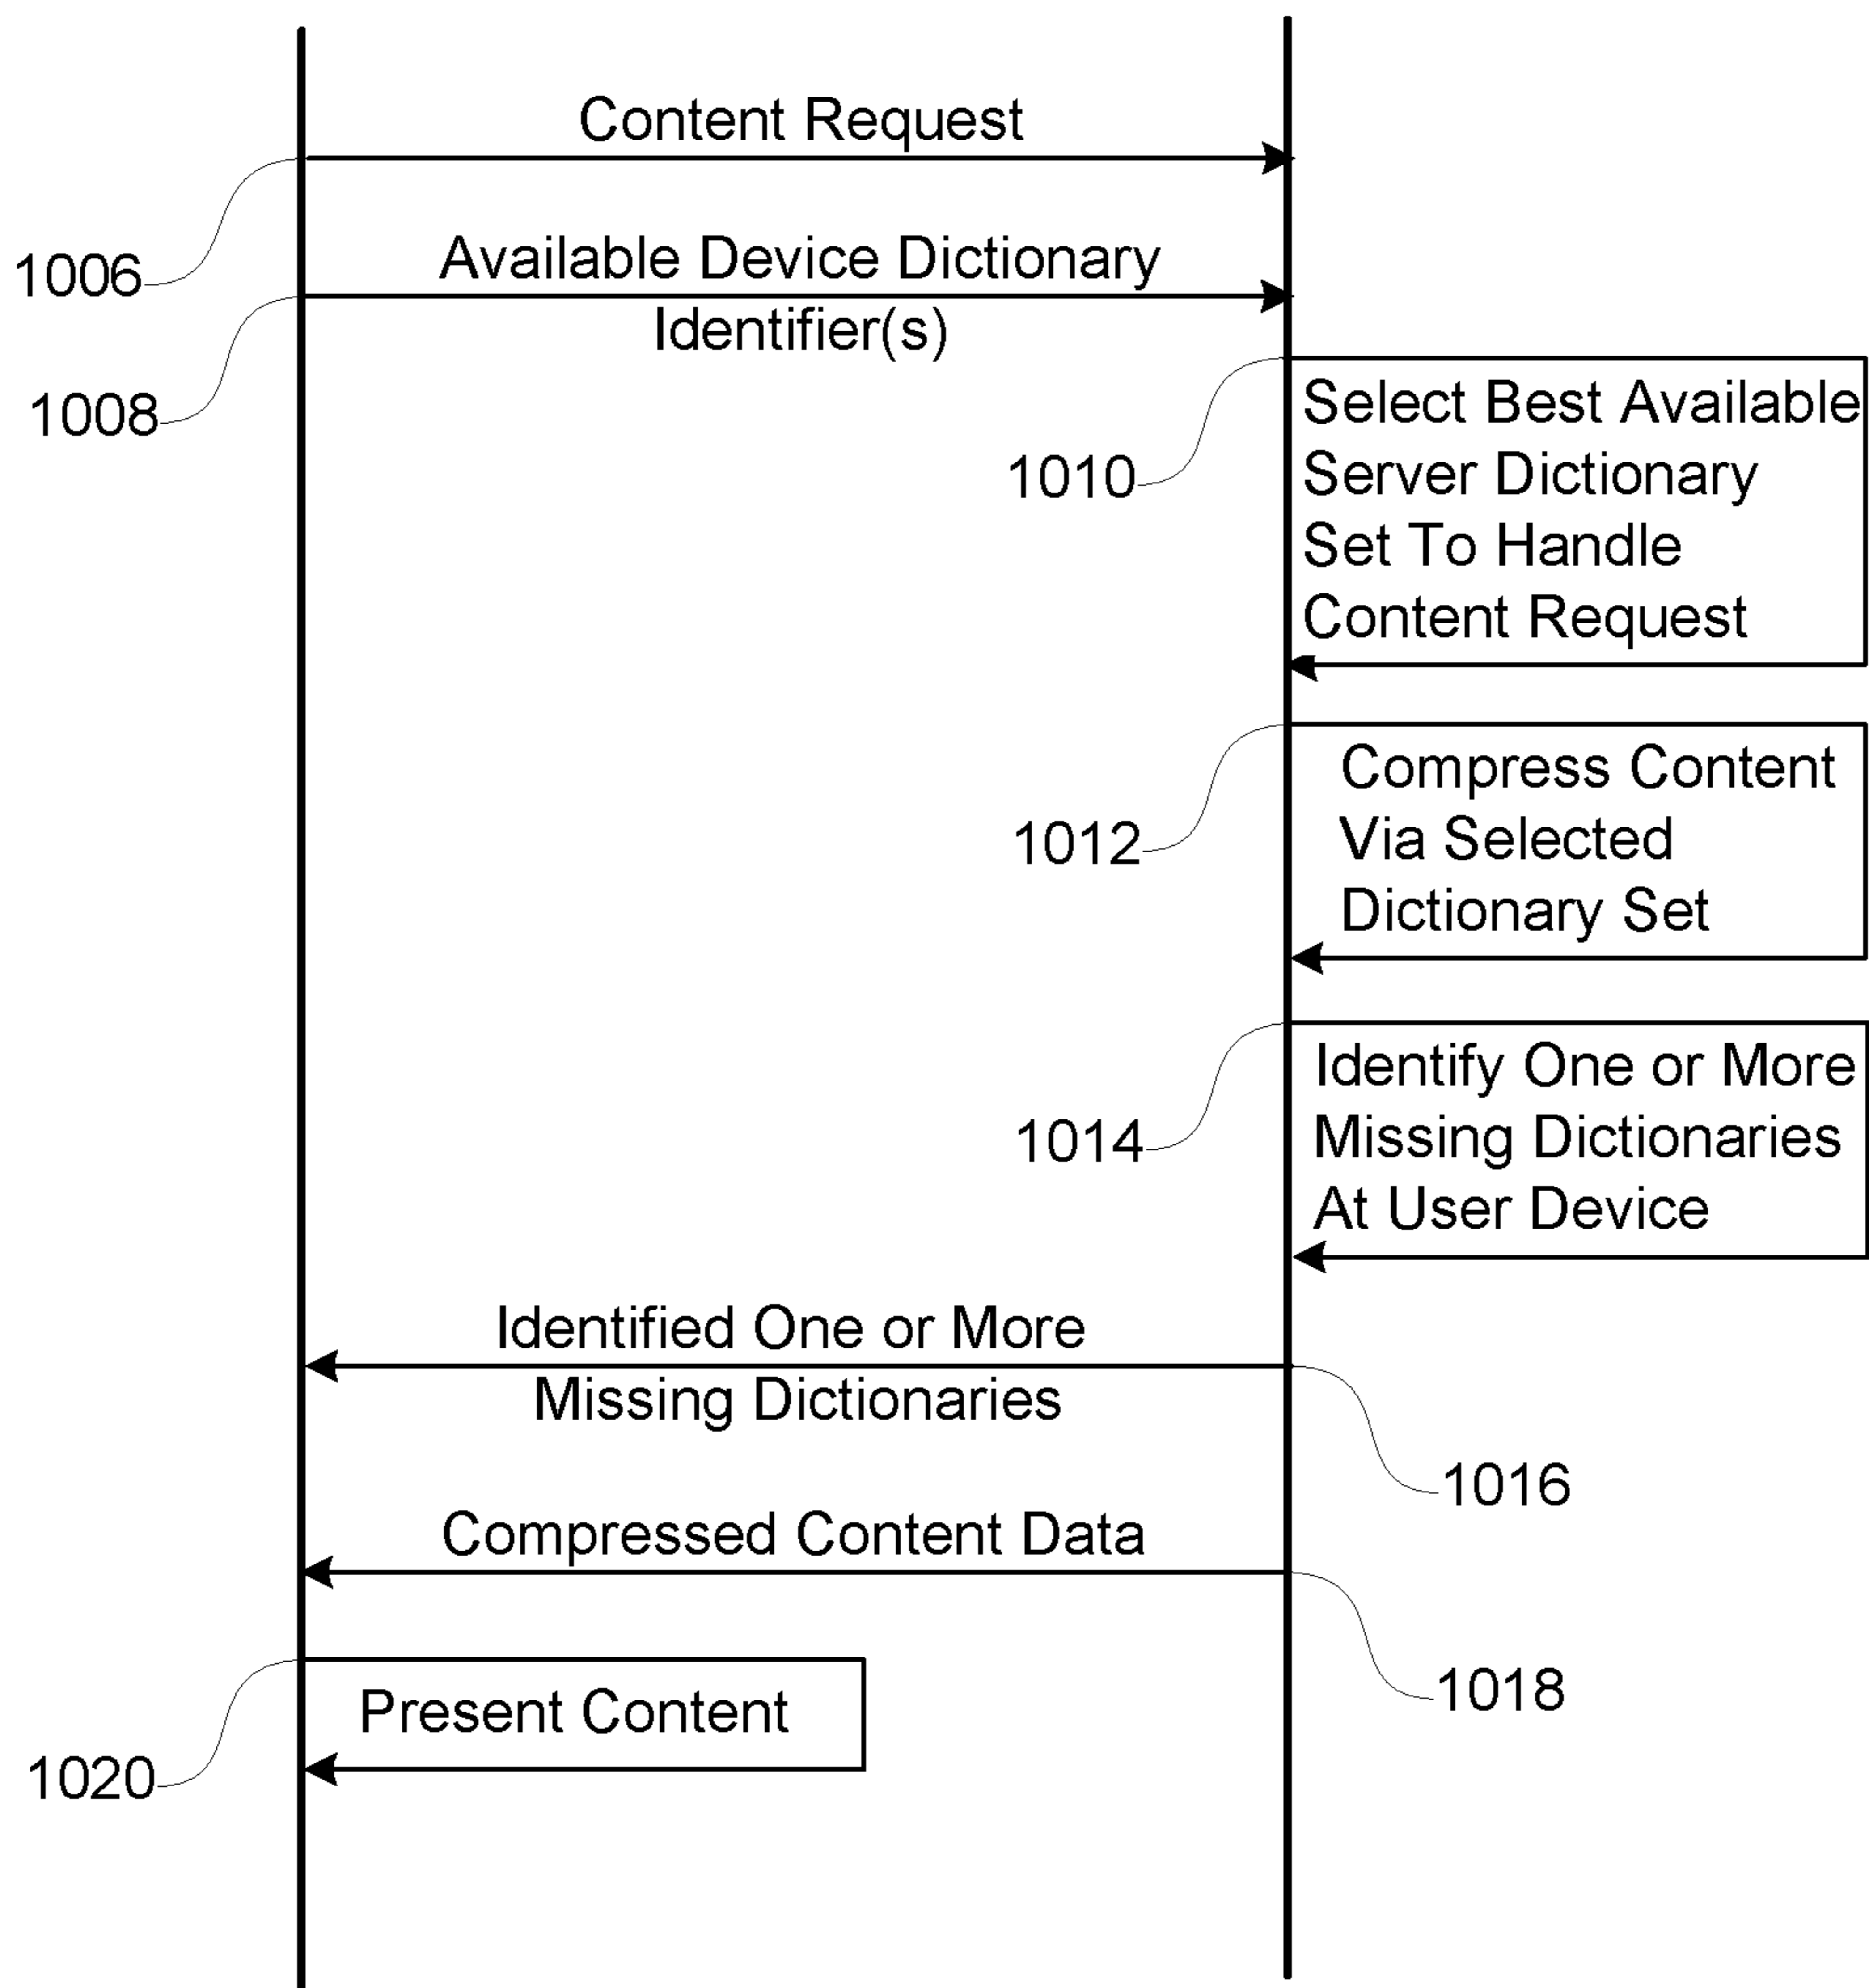 Content Request
1006
Available Device Dictionary
Identifier(s)
1008
Select Best Available
Server Dictionary
Set To Handle
Content Request
1010
Compress Content
Via Selected
Dictionary Set
1012
Identify One or More
Missing Dictionaries
At User Device
1014
Identified One or More
Missing Dictionaries
1016
Compressed Content Data
1018
Present Content
1020